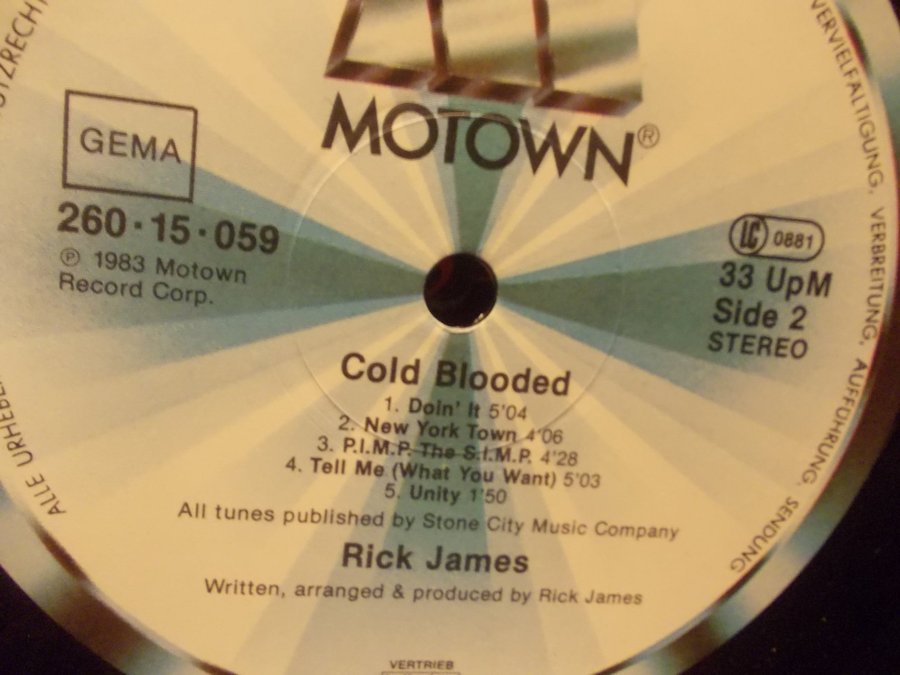 MOTOWN®
GEMA
260·15·059
℗ 1983 Motown
Record Corp.
LC 0881
33 UpM
Side 2
STEREO
Cold Blooded
1. Doin' It 5'04
2. New York Town 4'06
3. P.I.M.P. The S.I.M.P. 4'28
4. Tell Me (What You Want) 5'03
5. Unity 1'50
All tunes published by Stone City Music Company
Rick James
Written, arranged & produced by Rick James
VERTRIEB
ALLE
VERVIELFÄLTIGUNG, VERBREITUNG, AUFFÜHRUNG, SENDUNG